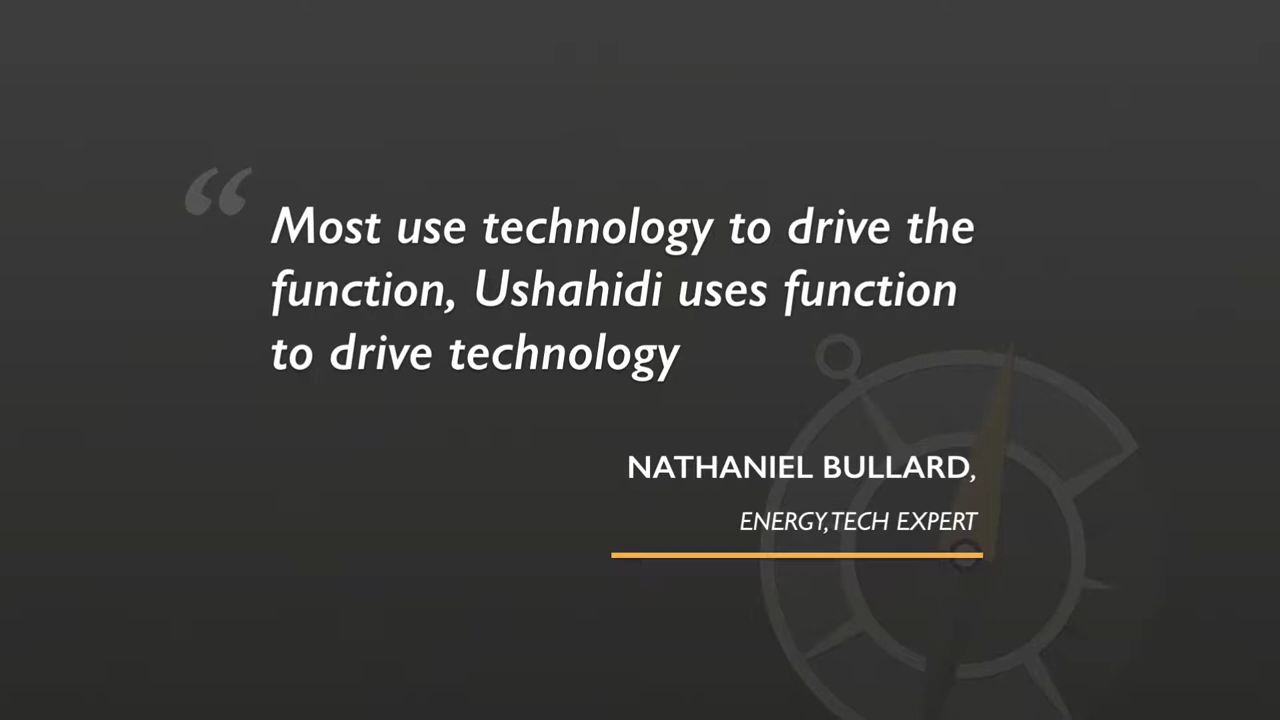 “
Most use technology to drive the
function, Ushahidi uses function
to drive technology
NATHANIEL BULLARD,
ENERGY,TECH EXPERT